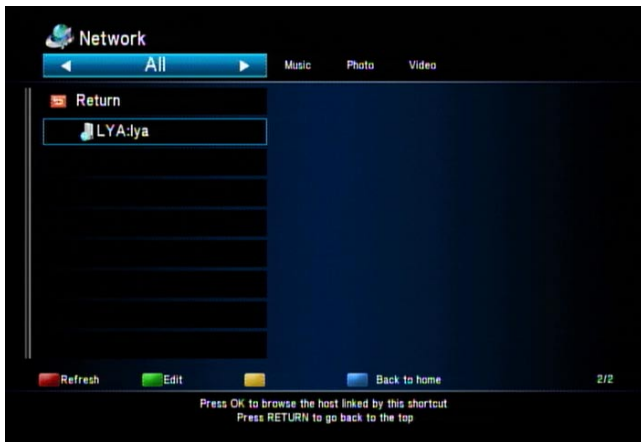 Network
All Music Photo Video
Return
LYA:lya
Refresh Edit Back to home 2/2
Press OK to browse the host linked by this shortcut
Press RETURN to go back to the top